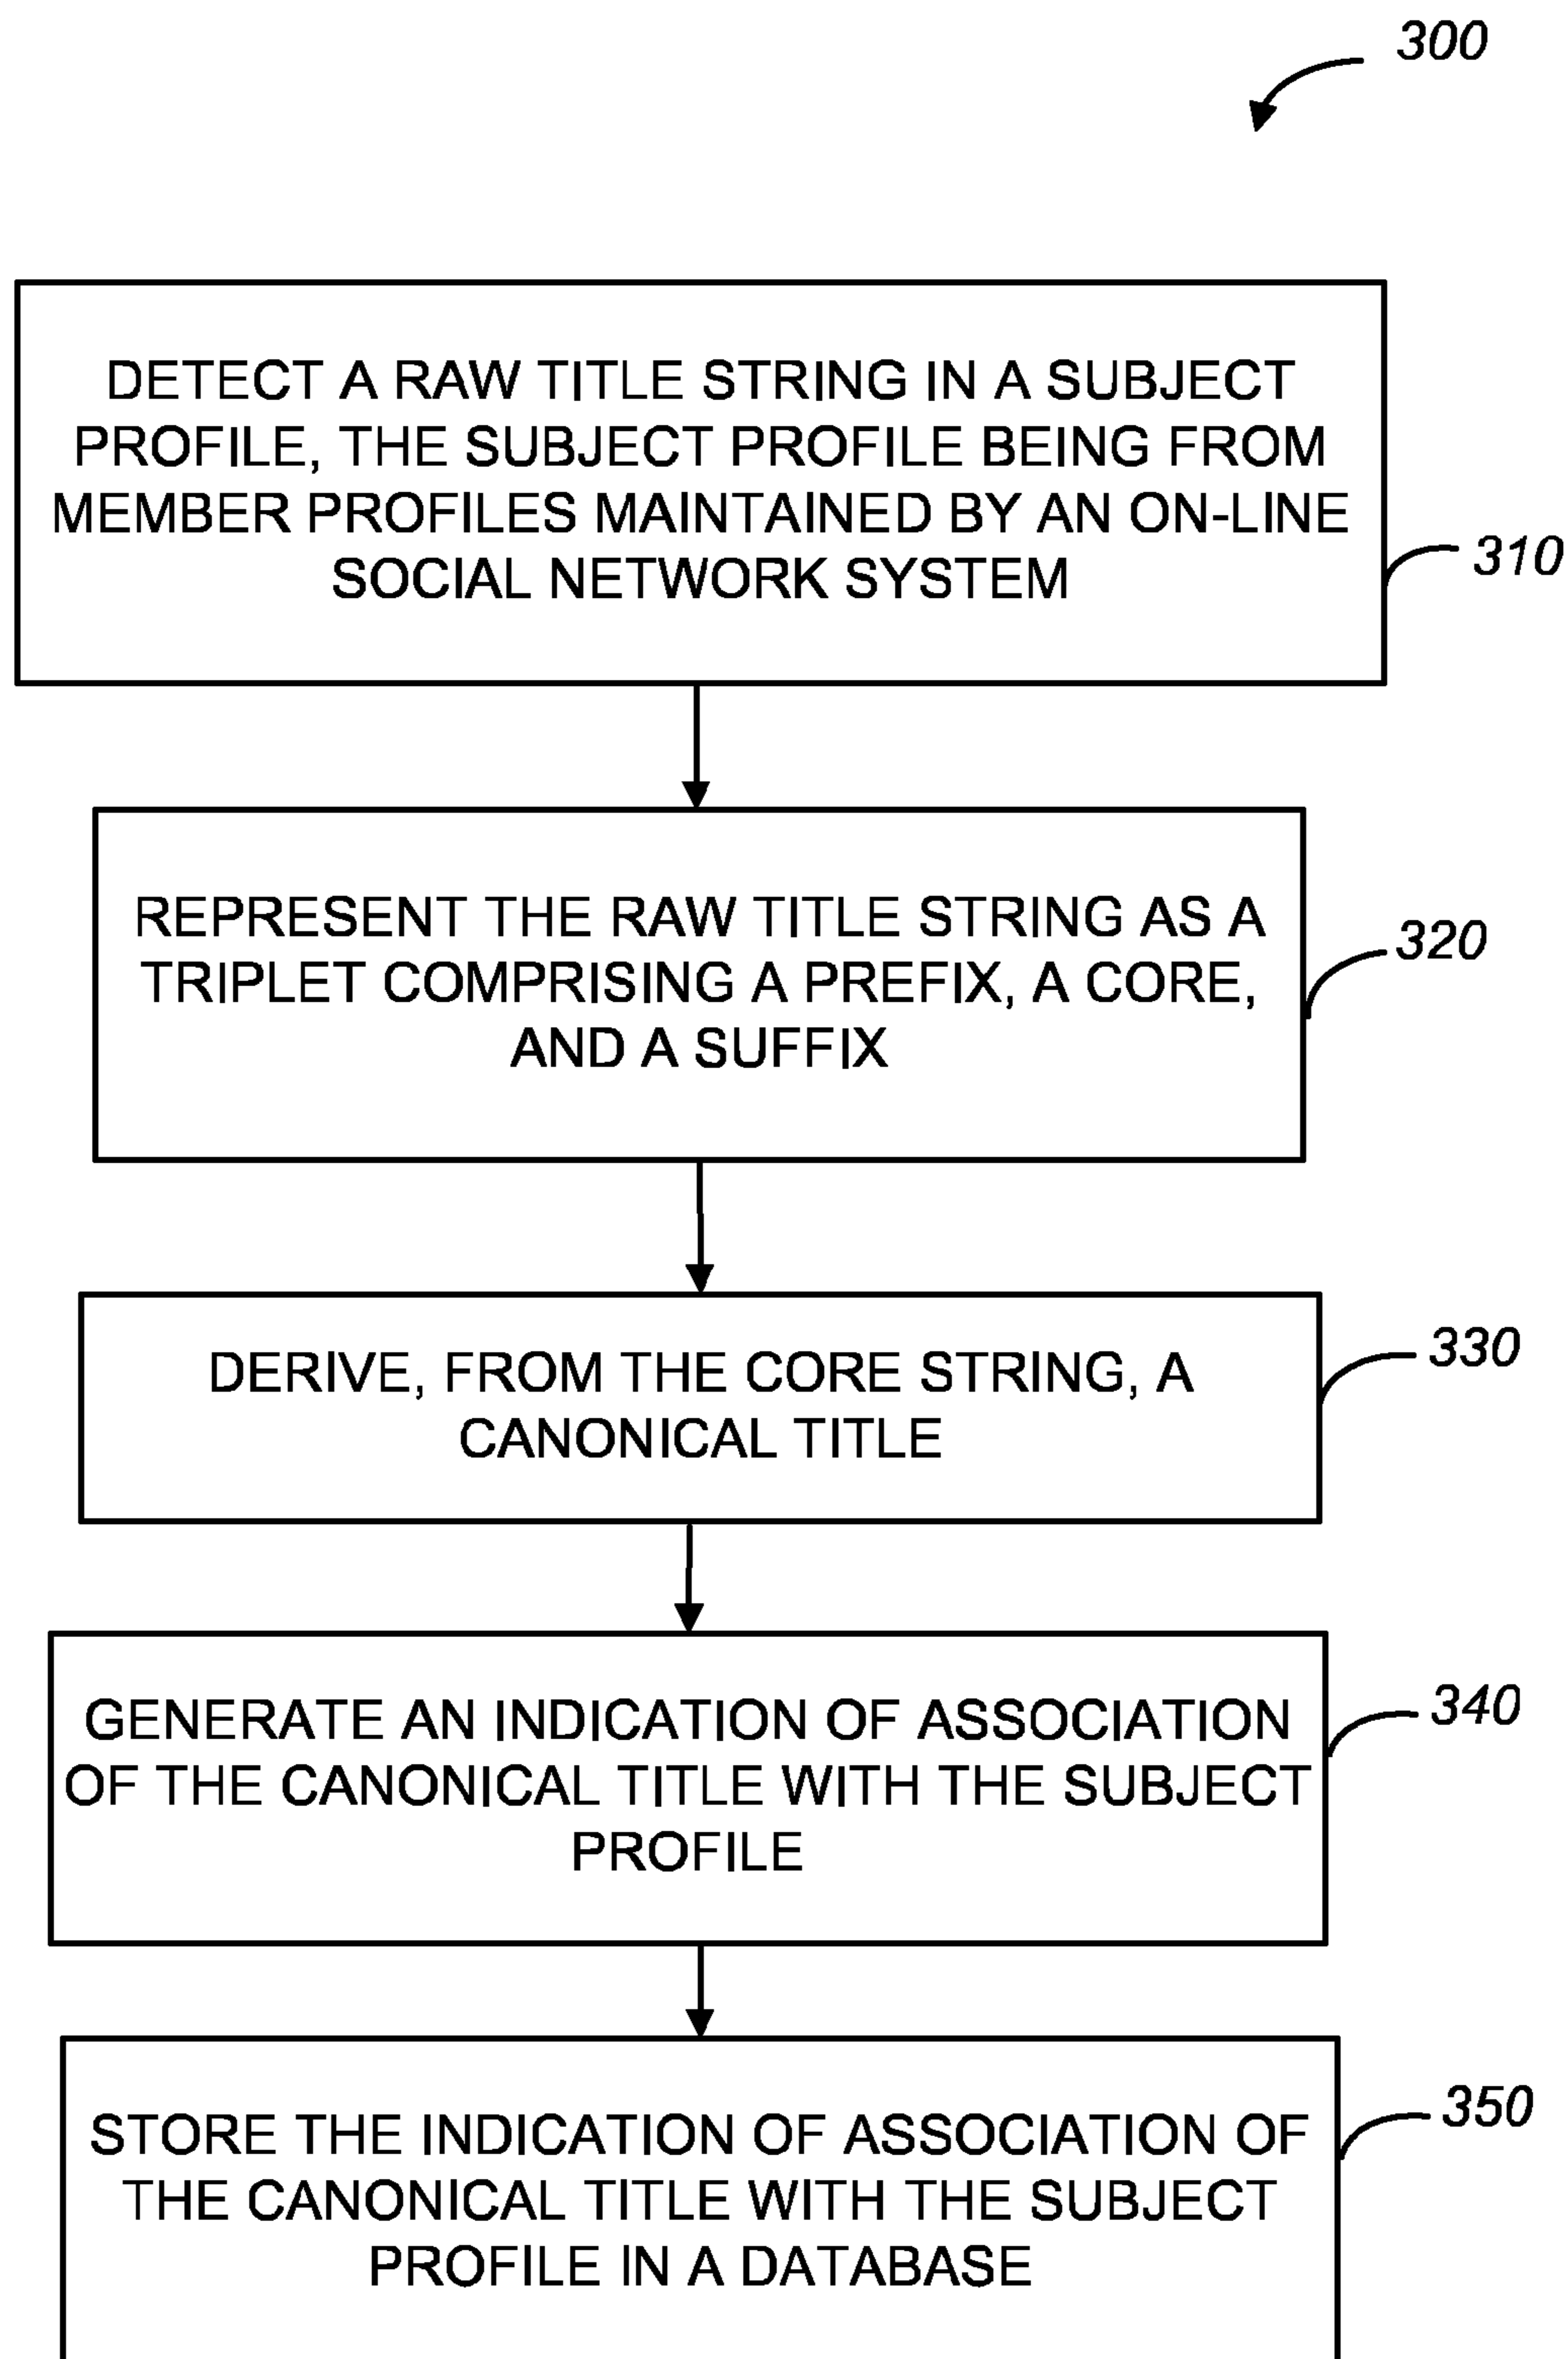 300
DETECT A RAW TITLE STRING IN A SUBJECT
PROFILE, THE SUBJECT PROFILE BEING FROM
MEMBER PROFILES MAINTAINED BY AN ON-LINE
SOCIAL NETWORK SYSTEM
310
REPRESENT THE RAW TITLE STRING AS A
TRIPLET COMPRISING A PREFIX, A CORE,
AND A SUFFIX
320
DERIVE, FROM THE CORE STRING, A
CANONICAL TITLE
330
GENERATE AN INDICATION OF ASSOCIATION
OF THE CANONICAL TITLE WITH THE SUBJECT
PROFILE
340
STORE THE INDICATION OF ASSOCIATION OF
THE CANONICAL TITLE WITH THE SUBJECT
PROFILE IN A DATABASE
350